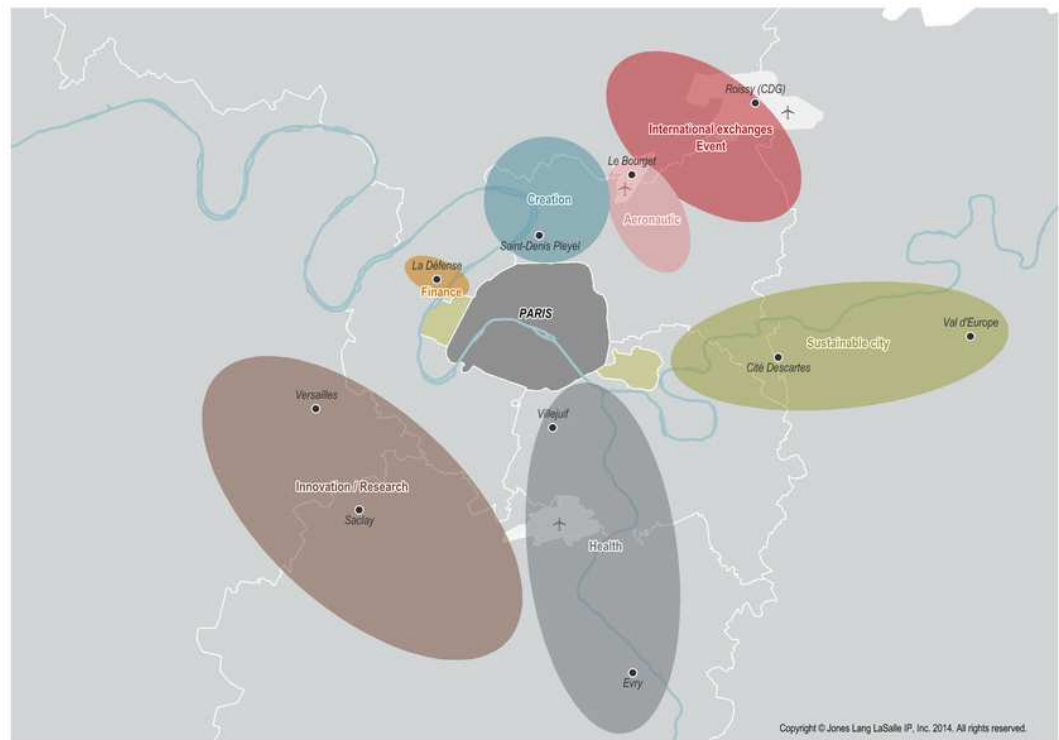 Roissy (CDG)
International exchanges
Event
Le Bourget
Creation
Aeronautic
Saint-Denis Pleyel
La Défense
Finance
PARIS
Val d'Europe
Sustainable city
Cité Descartes
Versailles
Villejuif
Innovation / Research
Saclay
Health
Evry
Copyright © Jones Lang LaSalle IP, Inc. 2014. All rights reserved.